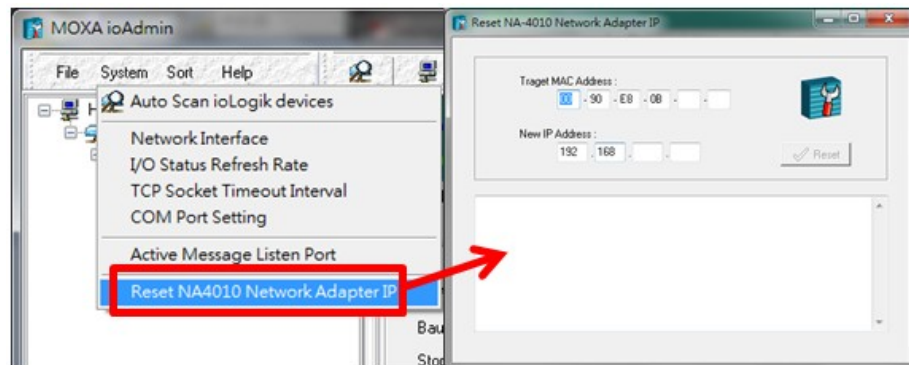 MOXA ioAdmin
File System Sort Help
Auto Scan ioLogik devices
Network Interface
I/O Status Refresh Rate
TCP Socket Timeout Interval
COM Port Setting
Active Message Listen Port
Reset NA4010 Network Adapter IP
Bau
Stop
Reset NA-4010 Network Adapter IP
Traget MAC Address :
00 - 90 - E8 - 0B - -
New IP Address :
192 . 168 . .
Reset